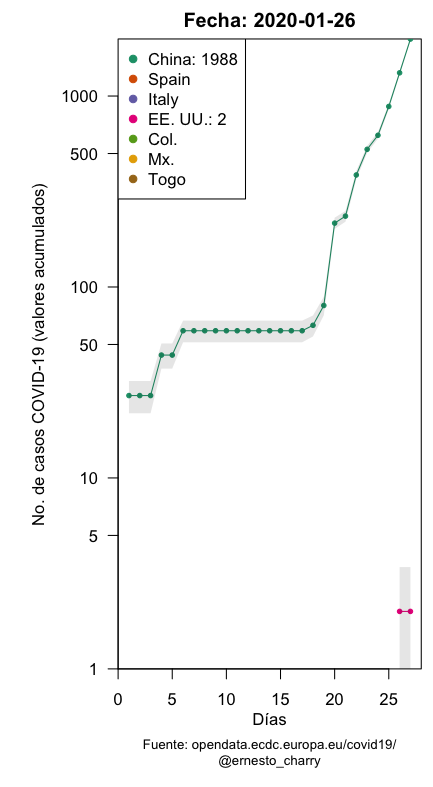 Fecha: 2020-01-26
China: 1988
Spain
Italy
EE. UU.: 2
Col.
Mx.
Togo
No. de casos COVID-19 (valores acumulados)
1000
500
100
50
10
5
1
0 5 10 15 20 25
Días
Fuente: opendata.ecdc.europa.eu/covid19/
@ernesto_charry